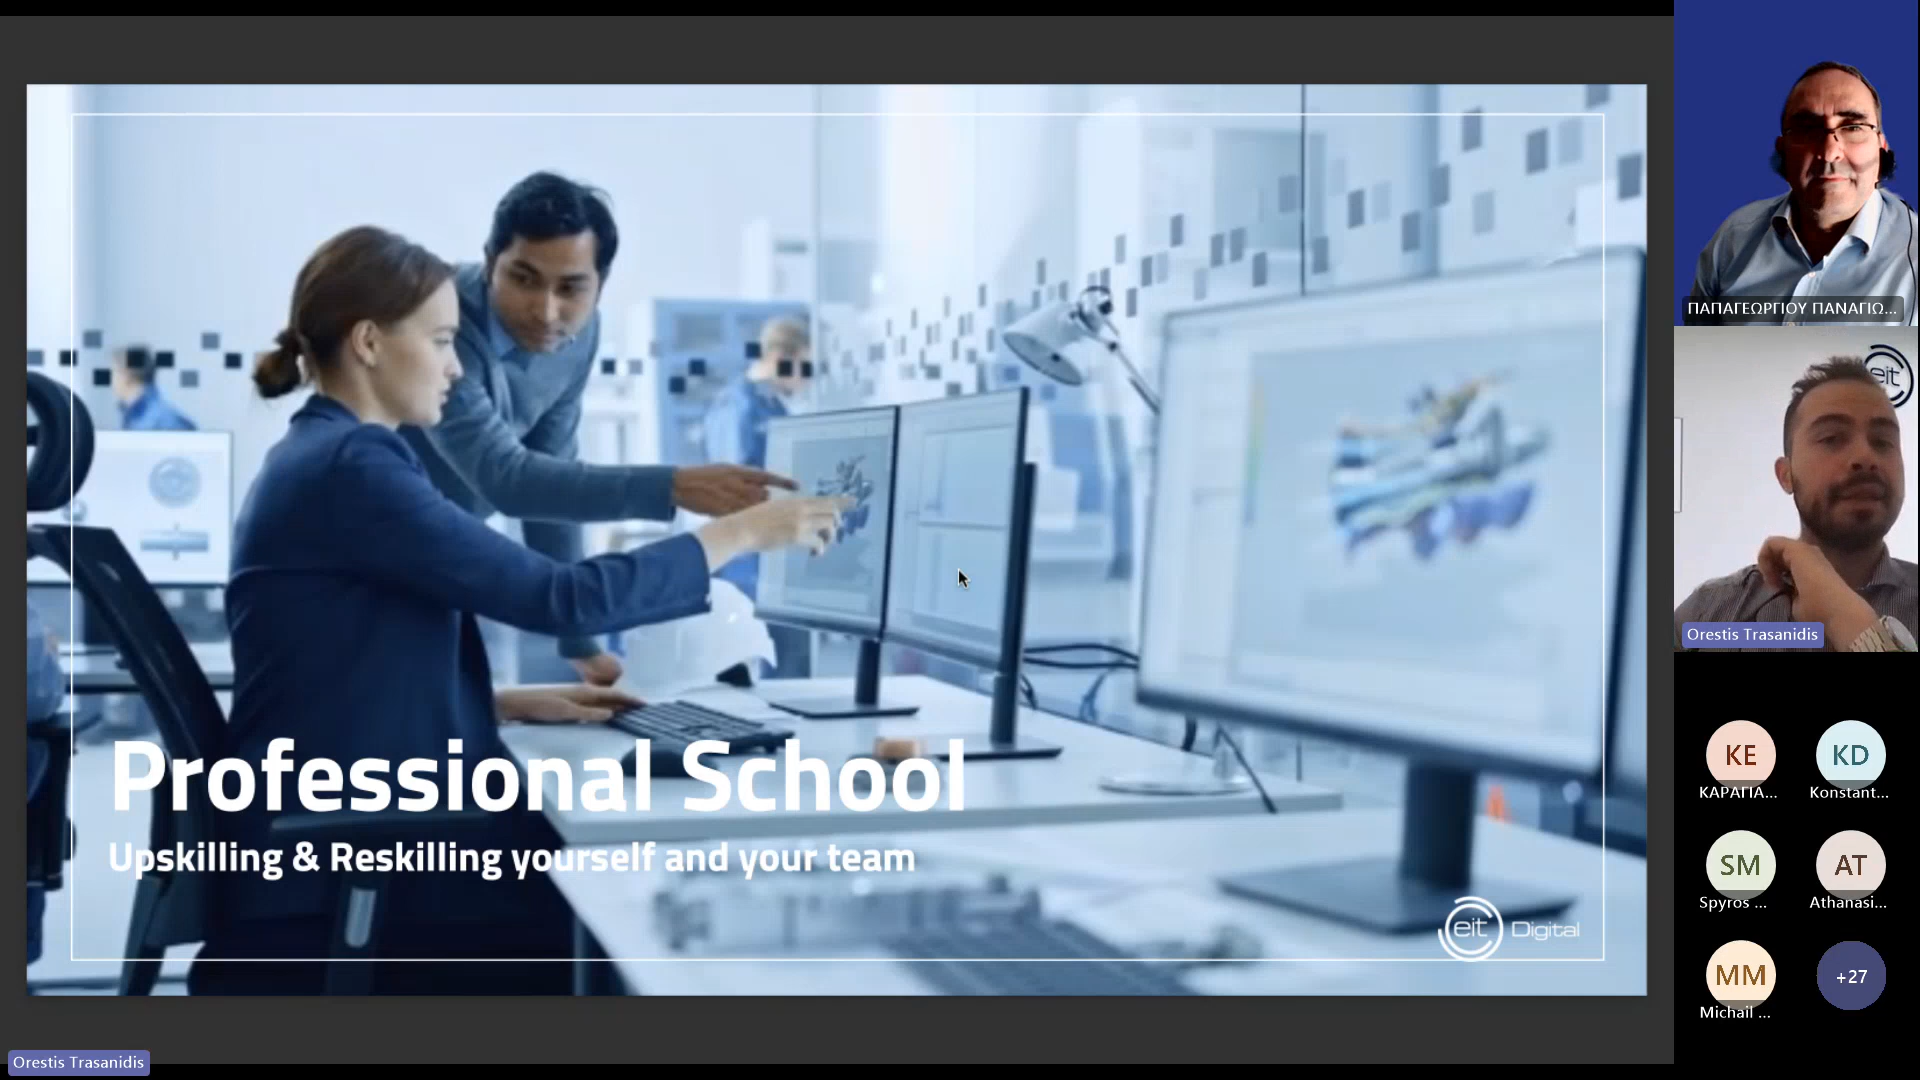 Professional School
Upskilling & Reskilling yourself and your team
eit Digital
ΠΑΠΑΓΕΩΡΓΙΟΥ ΠΑΝΑΓΙΩ...
eit
Orestis Trasanidis
KE
KD
ΚΑΡΑΓΙΑ...
Konstant...
SM
AT
Spyros ...
Athanasi...
MM
+27
Michail ...
Orestis Trasanidis